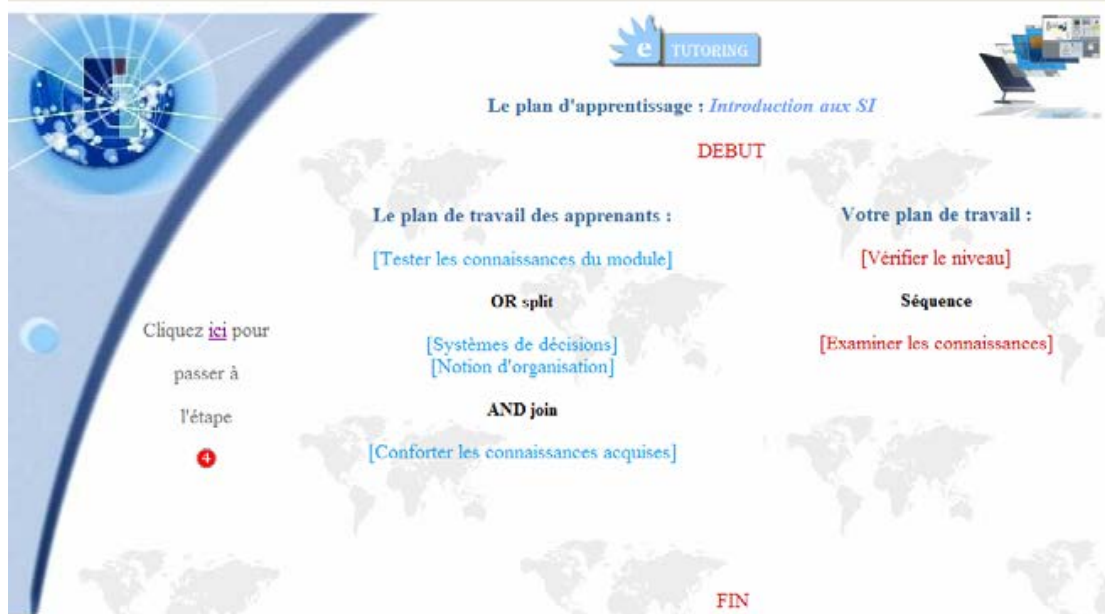 e TUTORING
Le plan d'apprentissage : Introduction aux SI
DEBUT
Le plan de travail des apprenants :
[Tester les connaissances du module]
OR split
[Systèmes de décisions]
[Notion d'organisation]
AND join
[Conforter les connaissances acquises]
Votre plan de travail :
[Vérifier le niveau]
Séquence
[Examiner les connaissances]
Cliquez ici pour
passer à
l'étape
4
FIN